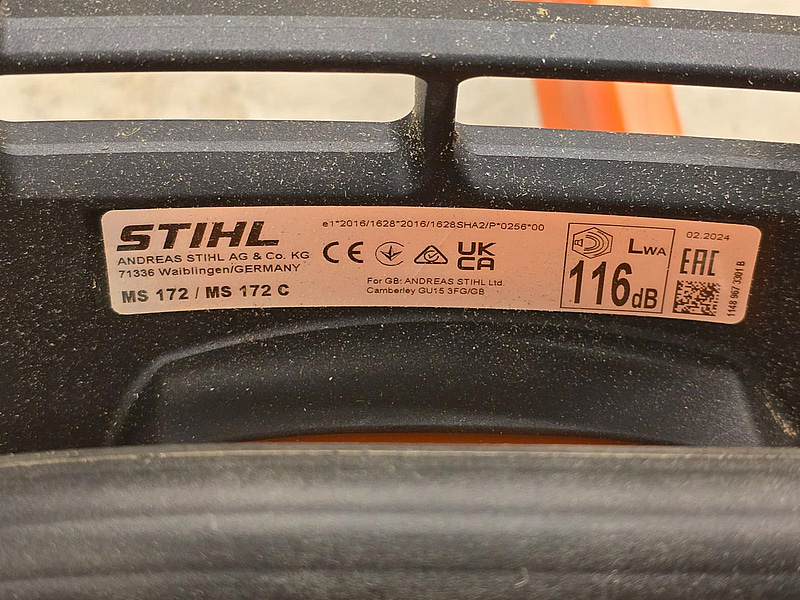 STIHL
ANDREAS STIHL AG & Co. KG
71336 Waiblingen/GERMANY
MS 172 / MS 172 C
e1*2016/1628*2016/1628SHA2/P*0256*00
CE
UK
CA
For GB: ANDREAS STIHL Ltd.
Camberley GU15 3FG/GB
LWA
116dB
02.2024
EAC
1148 967 3301 B